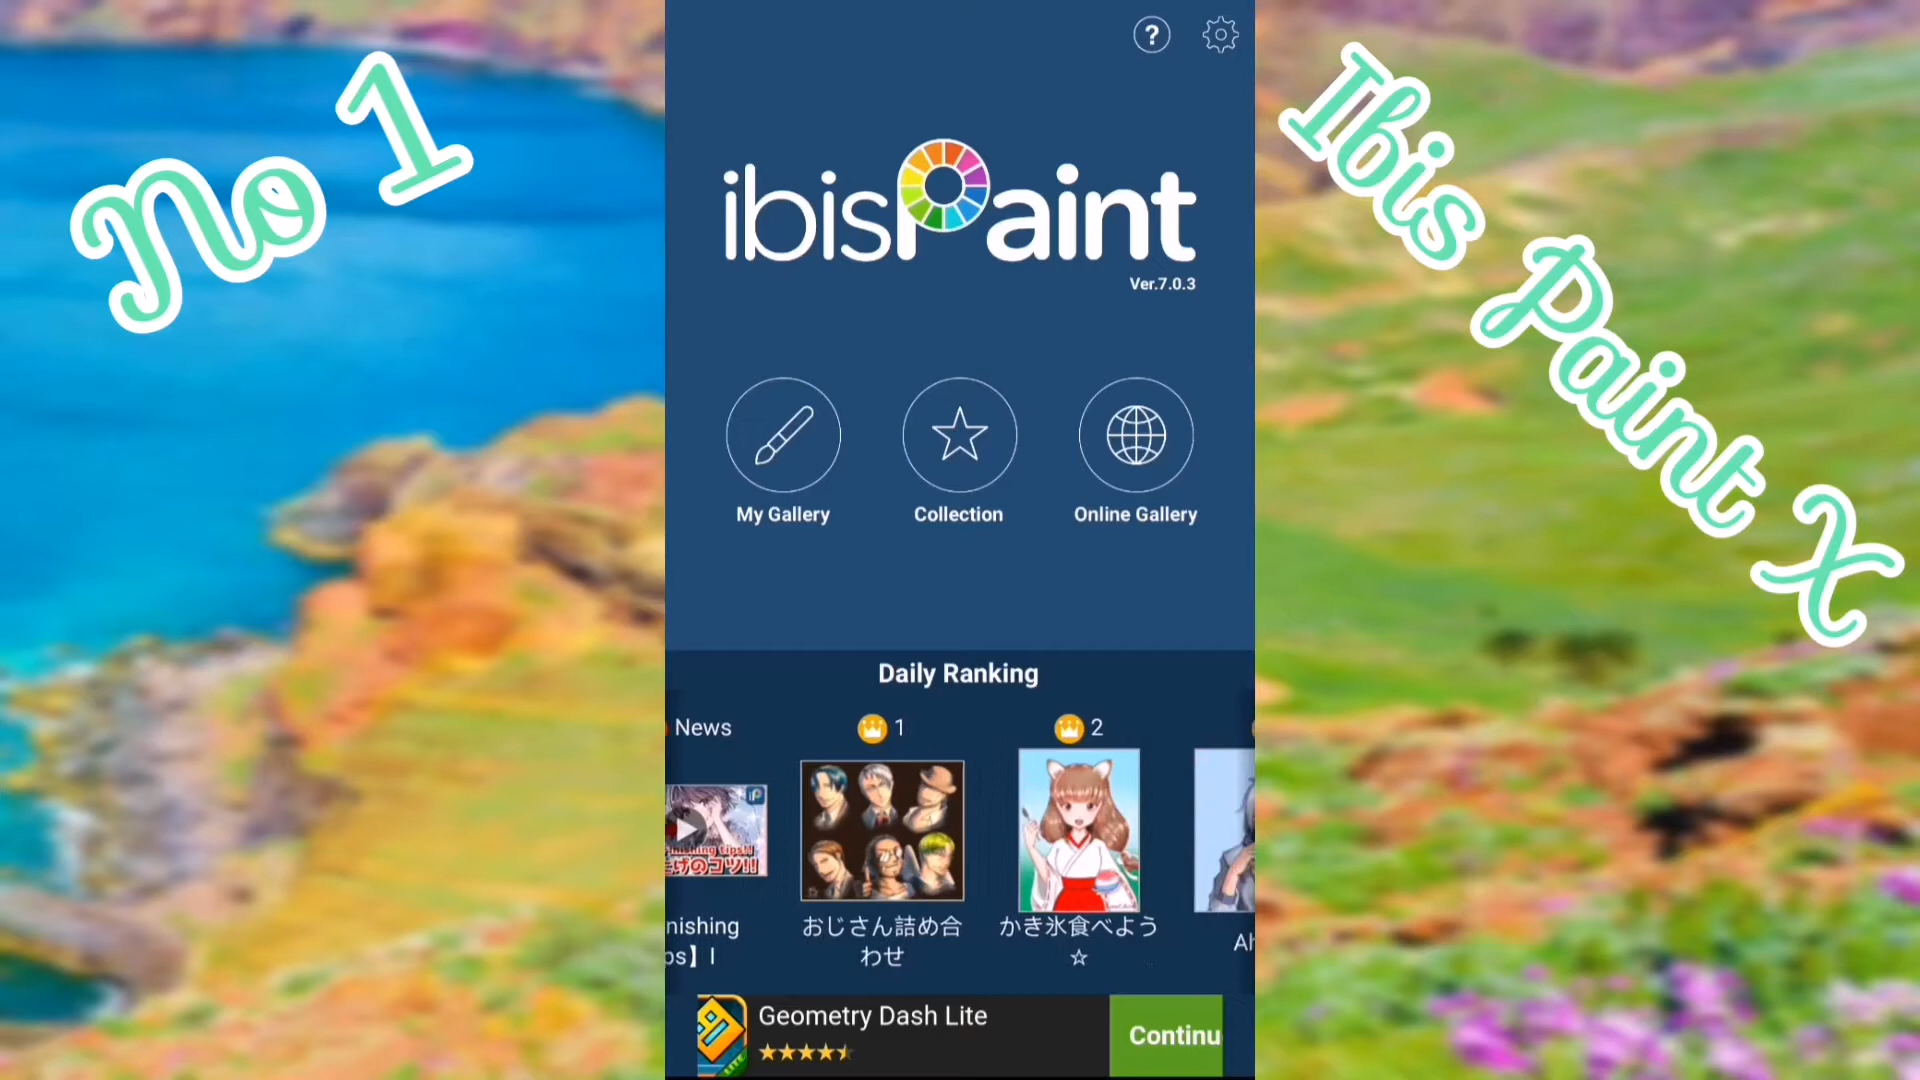 No 1
Ibis Paint X
?
ibisPaint
Ver.7.0.3
My Gallery
Collection
Online Gallery
Daily Ranking
News
1
2
nishing
おじさん詰め合
わせ
かき氷食べよう
☆
Geometry Dash Lite
LITE
Continu